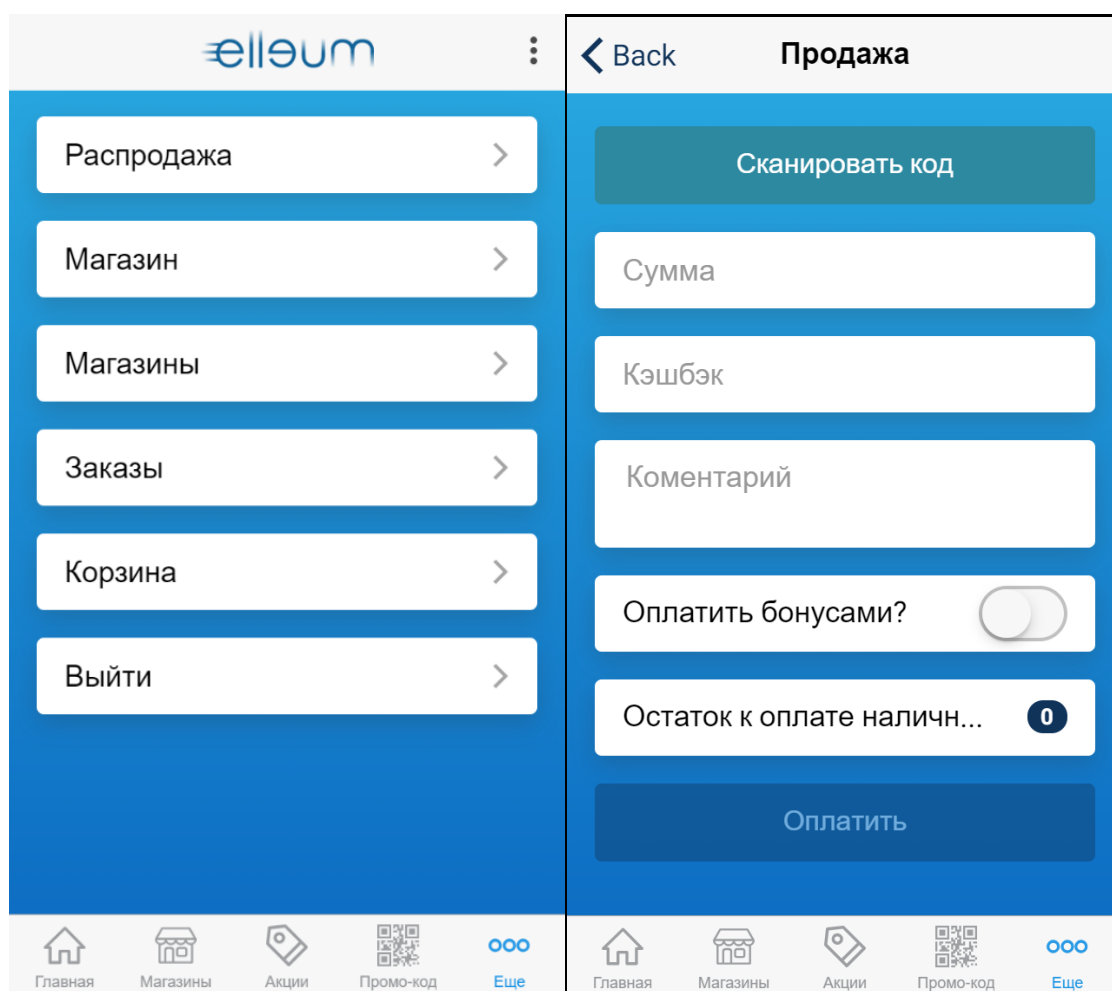 elleum
Распродажа
Магазин
Магазины
Заказы
Корзина
Выйти
Главная
Магазины
Акции
Промо-код
Еще
Back
Продажа
Сканировать код
Сумма
Кэшбэк
Коментарий
Оплатить бонусами?
Остаток к оплате наличн...
0
Оплатить
Главная
Магазины
Акции
Промо-код
Еще